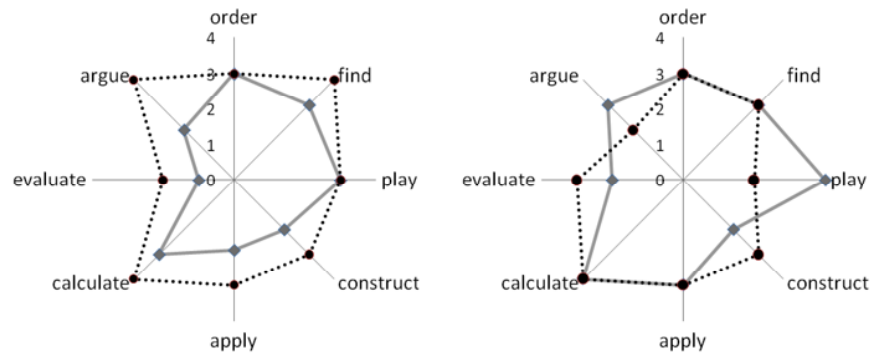 order
4
3
2
1
0
argue
find
evaluate
play
calculate
construct
apply
order
4
3
2
1
0
argue
find
evaluate
play
calculate
construct
apply